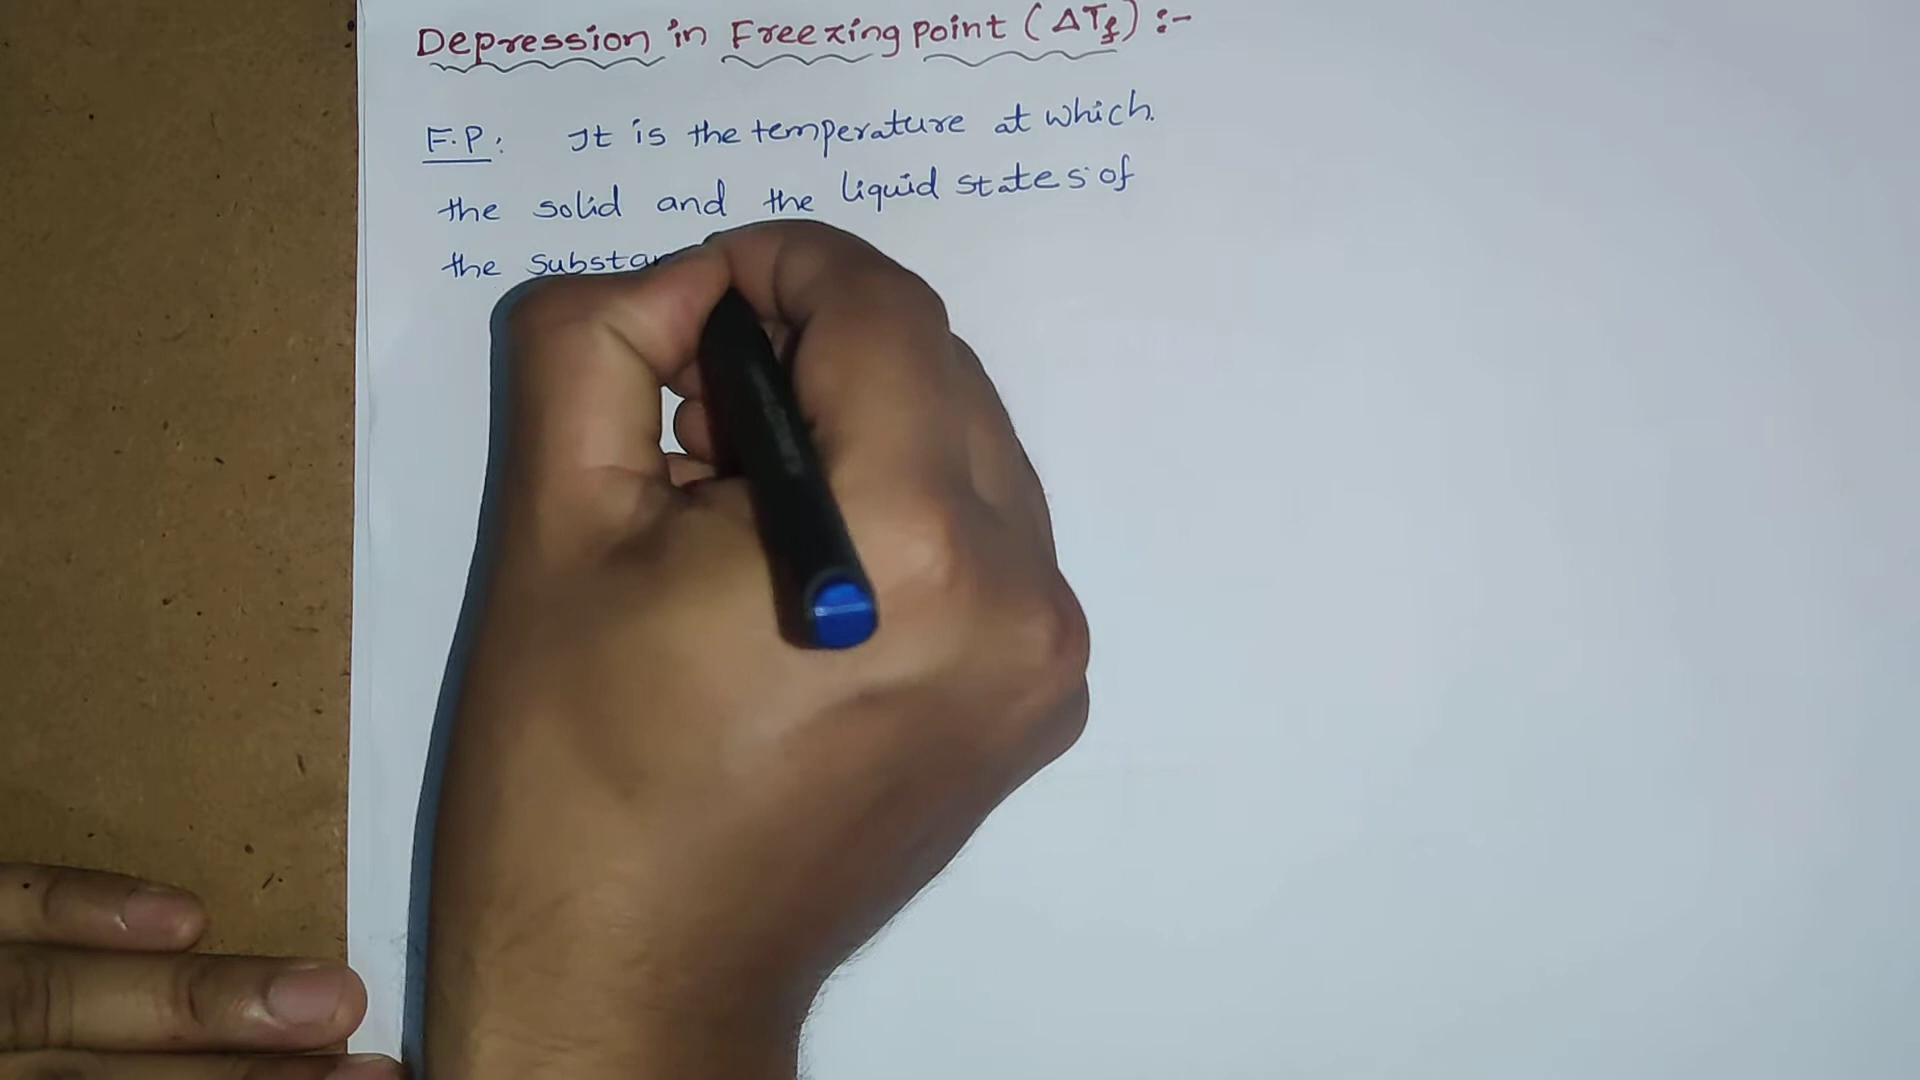 Depression in Freezing point (ΔTf) :-
F.P: It is the temperature at which
the solid and the liquid states of
the substan